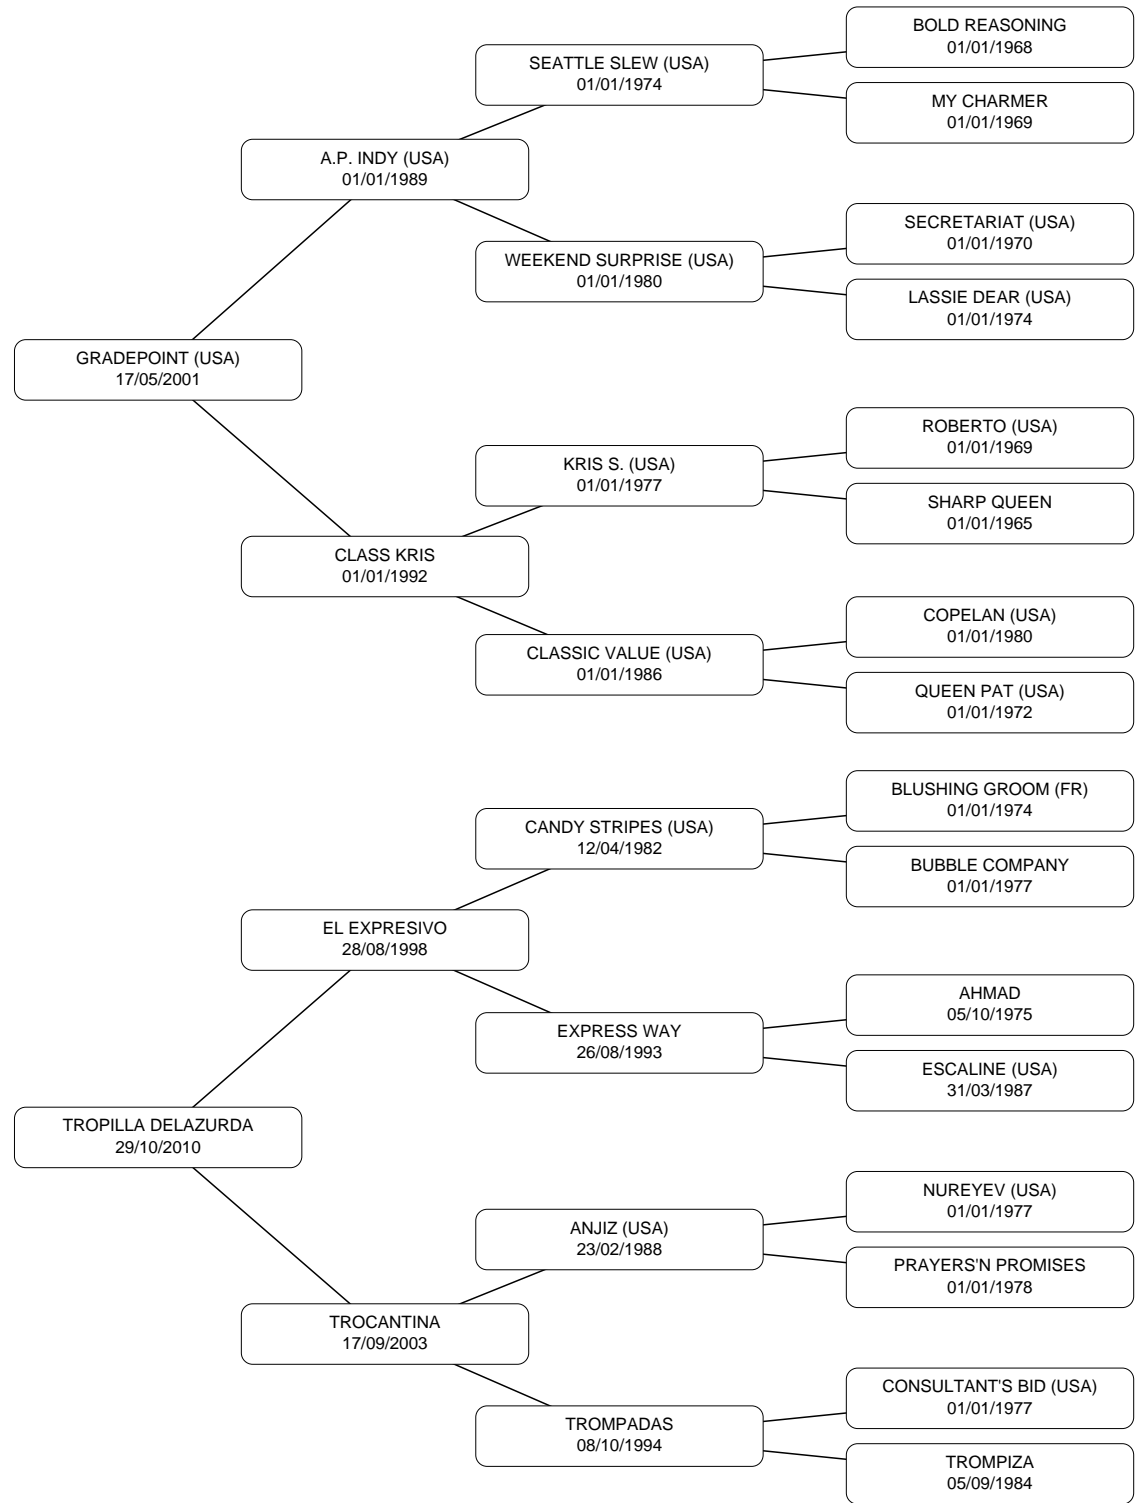 BOLD REASONING
01/01/1968
SEATTLE SLEW (USA)
01/01/1974
MY CHARMER
01/01/1969
A.P. INDY (USA)
01/01/1989
SECRETARIAT (USA)
01/01/1970
WEEKEND SURPRISE (USA)
01/01/1980
LASSIE DEAR (USA)
01/01/1974
GRADEPOINT (USA)
17/05/2001
ROBERTO (USA)
01/01/1969
KRIS S. (USA)
01/01/1977
SHARP QUEEN
01/01/1965
CLASS KRIS
01/01/1992
COPELAN (USA)
01/01/1980
CLASSIC VALUE (USA)
01/01/1986
QUEEN PAT (USA)
01/01/1972
BLUSHING GROOM (FR)
01/01/1974
CANDY STRIPES (USA)
12/04/1982
BUBBLE COMPANY
01/01/1977
EL EXPRESIVO
28/08/1998
AHMAD
05/10/1975
EXPRESS WAY
26/08/1993
ESCALINE (USA)
31/03/1987
TROPILLA DELAZURDA
29/10/2010
NUREYEV (USA)
01/01/1977
ANJIZ (USA)
23/02/1988
PRAYERS'N PROMISES
01/01/1978
TROCANTINA
17/09/2003
CONSULTANT'S BID (USA)
01/01/1977
TROMPADAS
08/10/1994
TROMPIZA
05/09/1984